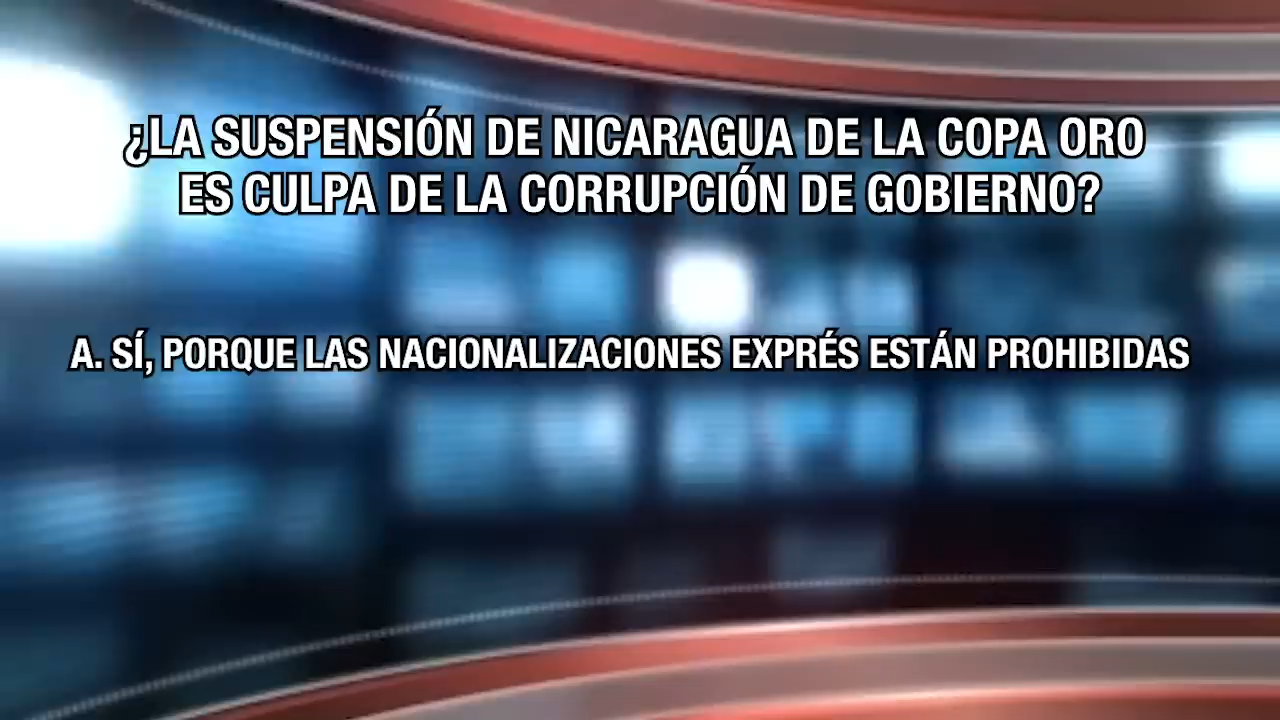 ¿LA SUSPENSIÓN DE NICARAGUA DE LA COPA ORO
ES CULPA DE LA CORRUPCIÓN DE GOBIERNO?
A. SÍ, PORQUE LAS NACIONALIZACIONES EXPRÉS ESTÁN PROHIBIDAS